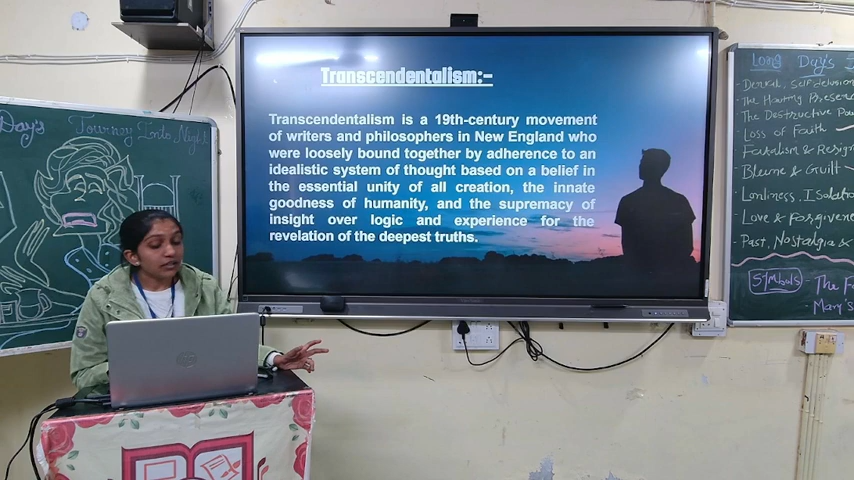 Day's Journey Into Night
Transcendentalism:-
Transcendentalism is a 19th-century movement
of writers and philosophers in New England who
were loosely bound together by adherence to an
idealistic system of thought based on a belief in
the essential unity of all creation, the innate
goodness of humanity, and the supremacy of
insight over logic and experience for the
revelation of the deepest truths.
Long Day's
- Denial, Self delusion
- The Haunting Presence
The Destructive
- Loss of Faith
- Fatalism & Resign
- Blame & Guilt
- Lonliness, Isolatio
- Love & Forgivene
- Past, Nostalgia &
Symbols - The F
Mary's
hp